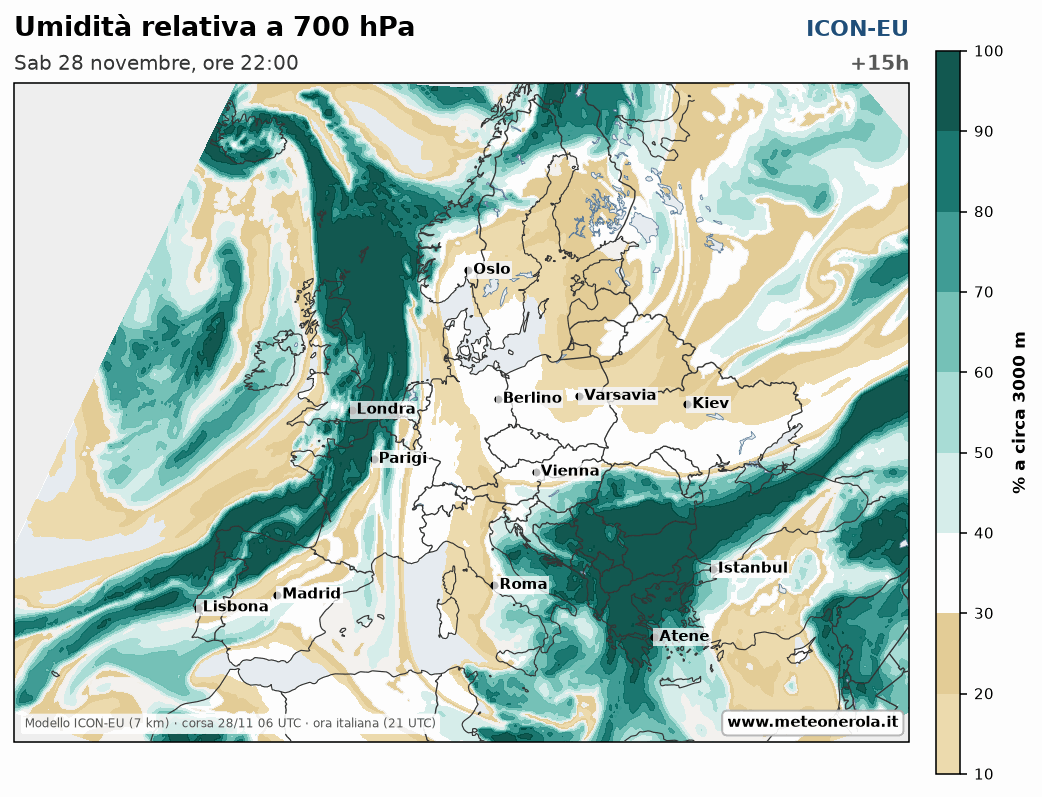 Umidità relativa a 700 hPa
ICON-EU
Sab 28 novembre, ore 22:00
+15h
100
90
80
70
60
50
40
30
20
10
% a circa 3000 m
Oslo
Berlino
Varsavia
Kiev
Londra
Parigi
Vienna
Istanbul
Roma
Madrid
Lisbona
Atene
Modello ICON-EU (7 km) · corsa 28/11 06 UTC · ora italiana (21 UTC)
www.meteonerola.it